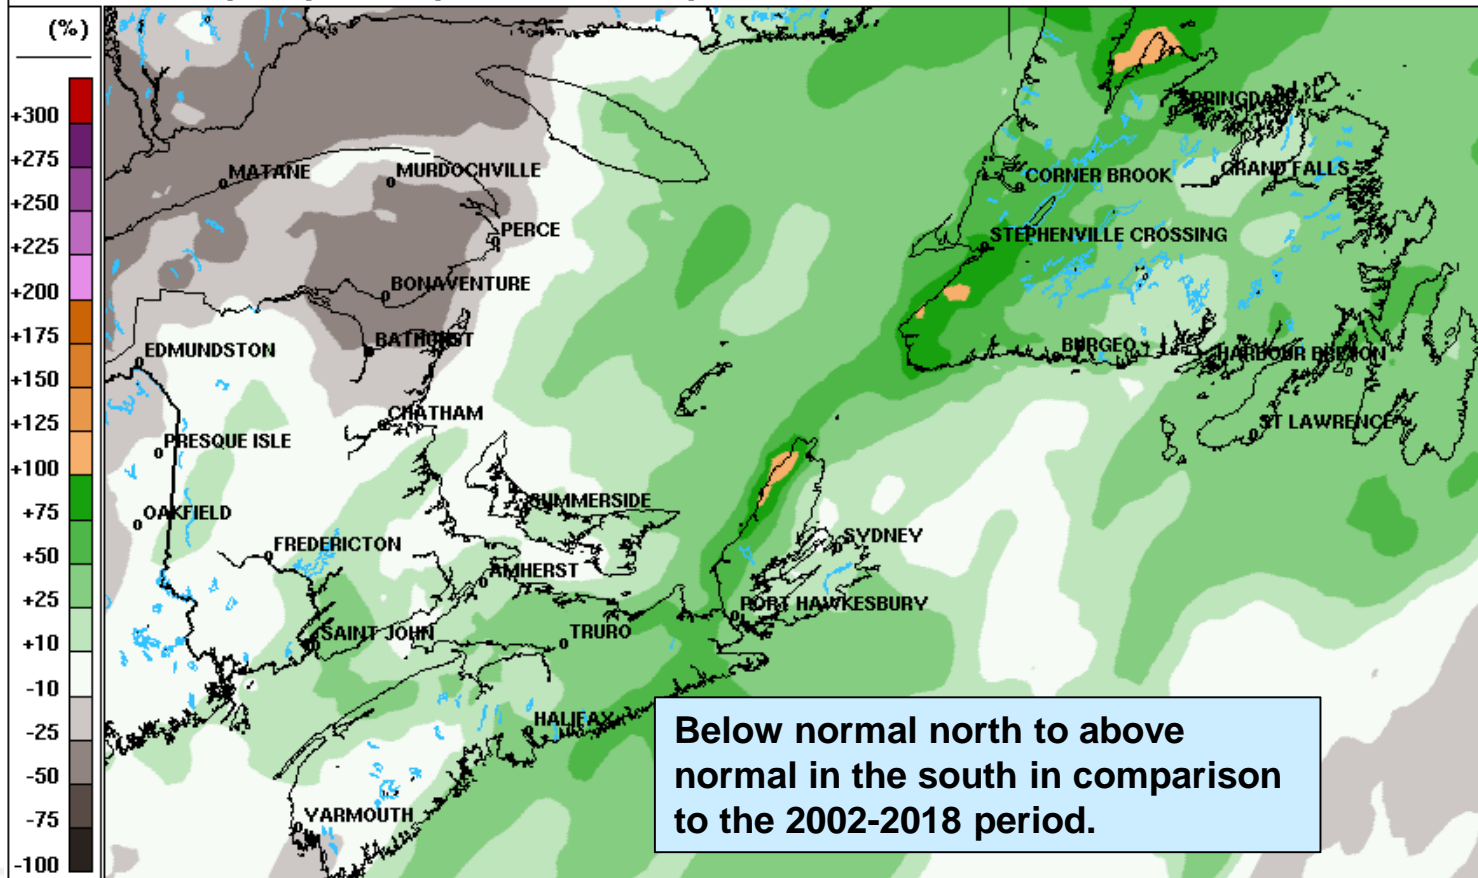 (%)
+300
+275
+250
+225
+200
+175
+150
+125
+100
+75
+50
+25
+10
-10
-25
-50
-75
-100
SPRINGDALE
MATANE
MURDOCHVILLE
CORNER BROOK
GRAND FALLS
PERCE
STEPHENVILLE CROSSING
BONAVENTURE
EDMUNDSTON
BATHURST
BURGEO
HARBOUR BRETON
CHATHAM
PRESQUE ISLE
ST LAWRENCE
SUMMERSIDE
OAKFIELD
FREDERICTON
SYDNEY
AMHERST
PORT HAWKESBURY
SAINT JOHN
TRURO
HALIFAX
YARMOUTH
Below normal north to above
normal in the south in comparison
to the 2002-2018 period.